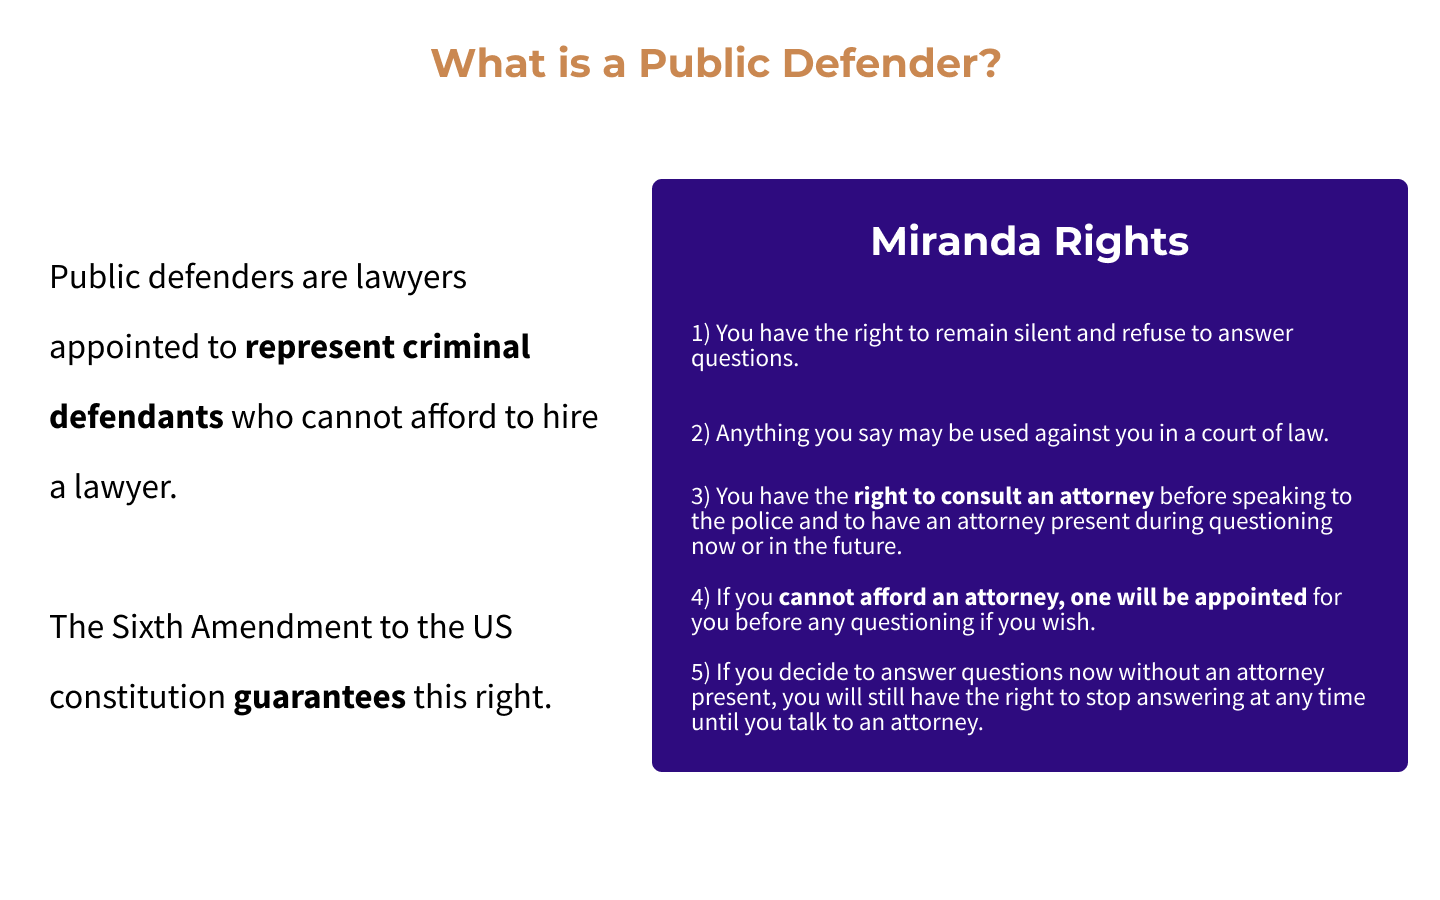 What is a Public Defender?
Public defenders are lawyers
appointed to represent criminal
defendants who cannot afford to hire
a lawyer.
The Sixth Amendment to the US
constitution guarantees this right.
Miranda Rights
1) You have the right to remain silent and refuse to answer
questions.
2) Anything you say may be used against you in a court of law.
3) You have the right to consult an attorney before speaking to
the police and to have an attorney present during questioning
now or in the future.
4) If you cannot afford an attorney, one will be appointed for
you before any questioning if you wish.
5) If you decide to answer questions now without an attorney
present, you will still have the right to stop answering at any time
until you talk to an attorney.